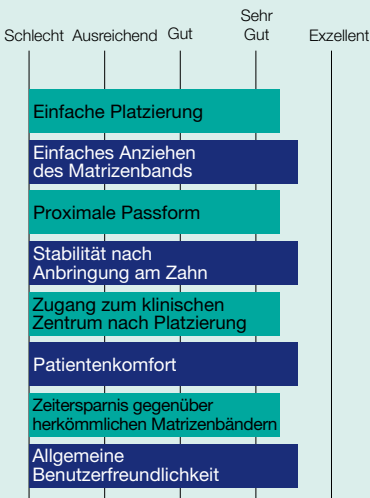 Schlecht Ausreichend Gut Sehr Gut Exzellent
Einfache Platzierung
Einfaches Anziehen
des Matrizenbands
Proximale Passform
Stabilität nach
Anbringung am Zahn
Zugang zum klinischen
Zentrum nach Platzierung
Patientenkomfort
Zeitersparnis gegenüber
herkömmlichen Matrizenbändern
Allgemeine
Benutzerfreundlichkeit